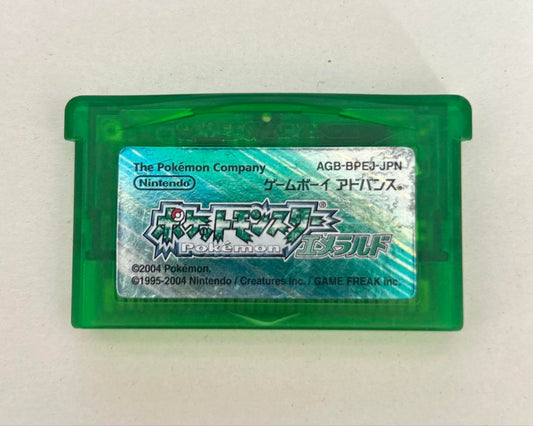 The Pokémon Company AGB-BPEJ-JPN
Nintendo ゲームボーイ アドバンス®
ポケットモンスター
Pokémon エメラルド
©2004 Pokémon.
©1995-2004 Nintendo / Creatures inc. / GAME FREAK inc.